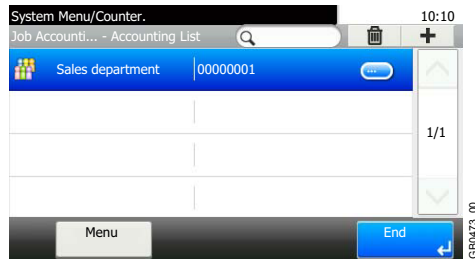 System Menu/Counter.
10:10
Job Accounti... - Accounting List
Sales department
00000001
1/1
Menu
End
GB0473_00